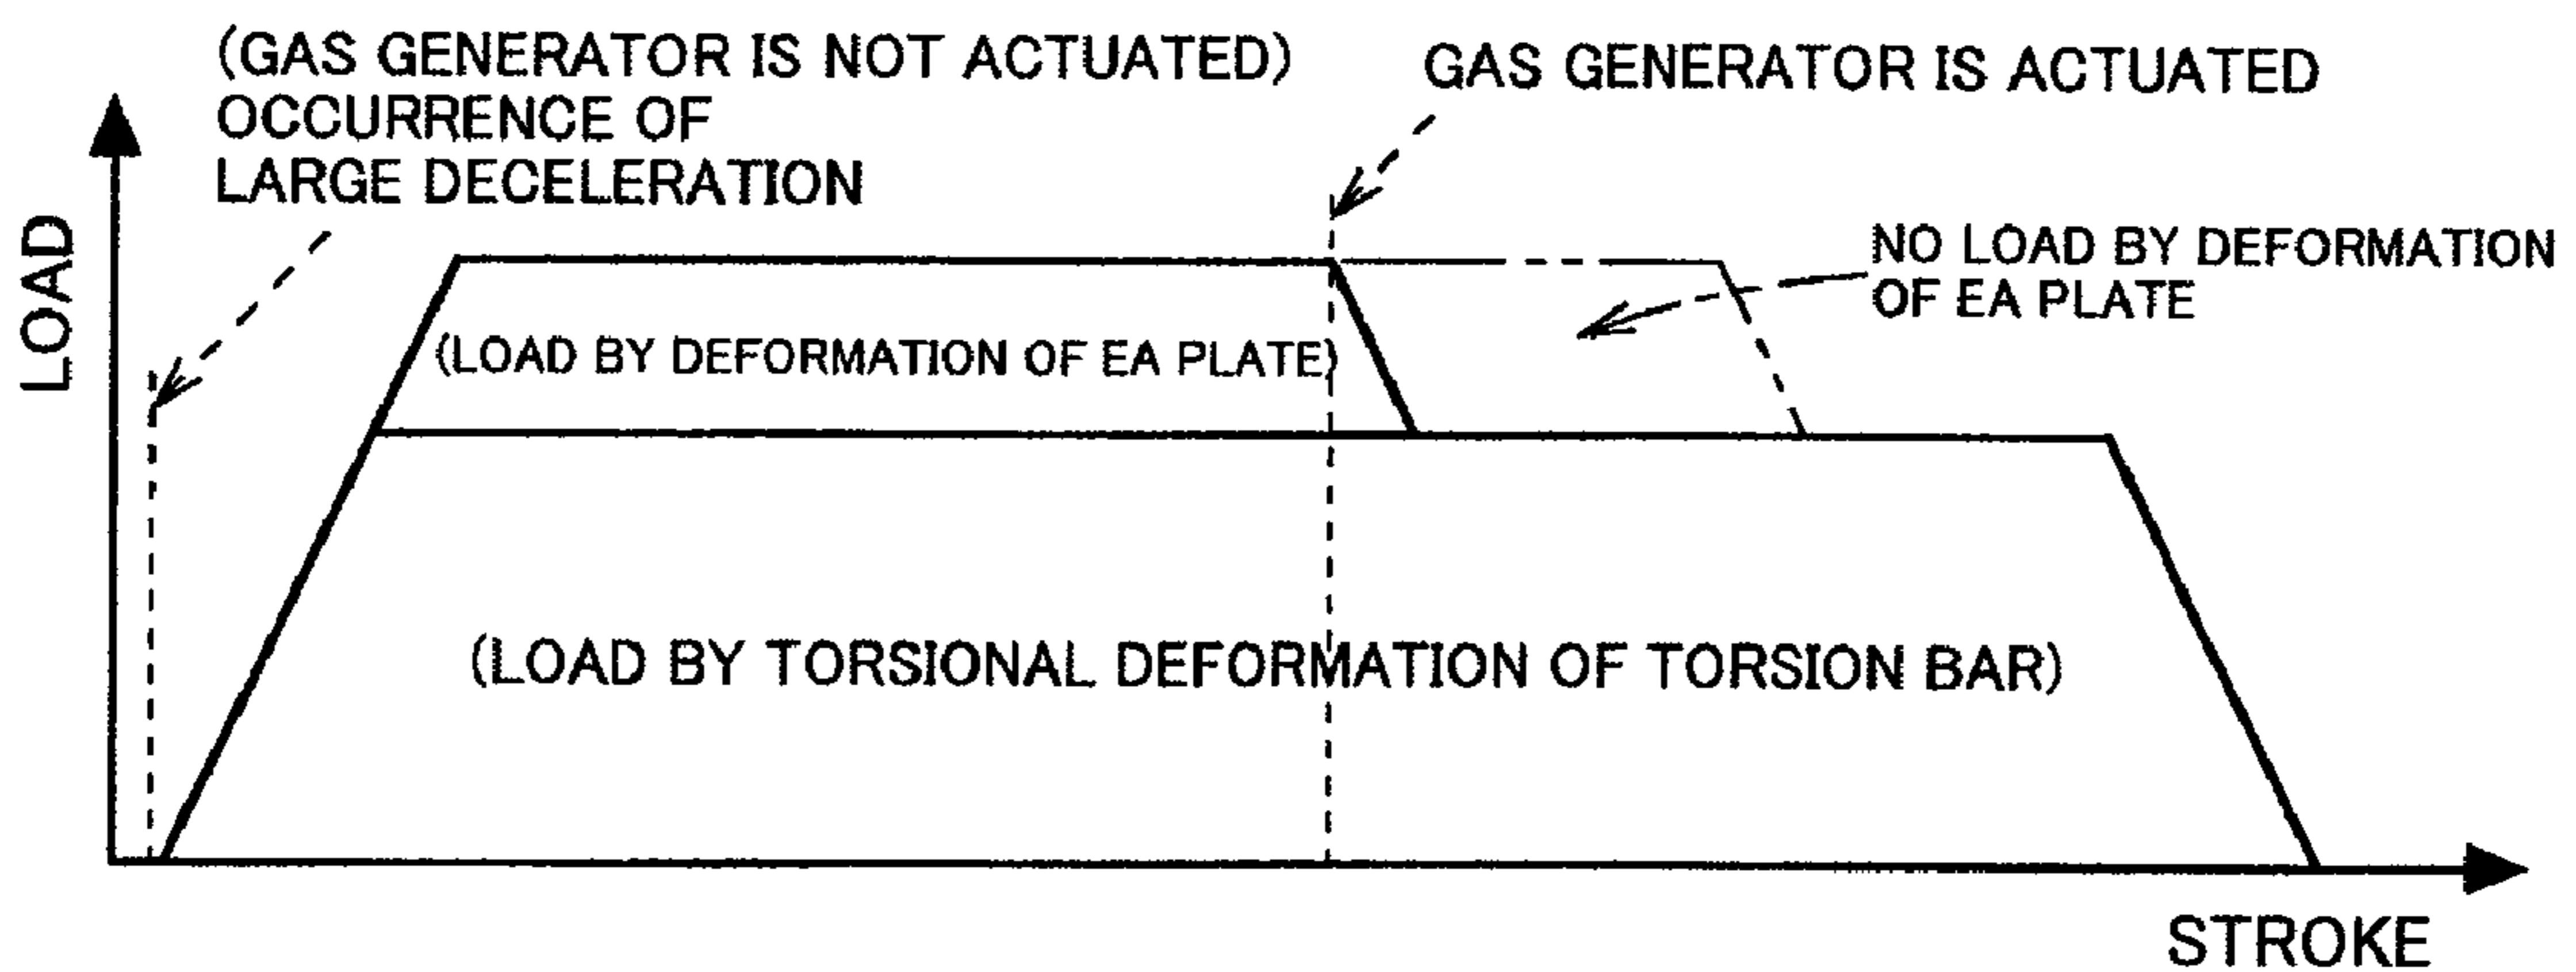 (GAS GENERATOR IS NOT ACTUATED)
OCCURRENCE OF
LARGE DECELERATION
GAS GENERATOR IS ACTUATED
LOAD
NO LOAD BY DEFORMATION
OF EA PLATE
(LOAD BY DEFORMATION OF EA PLATE)
(LOAD BY TORSIONAL DEFORMATION OF TORSION BAR)
STROKE